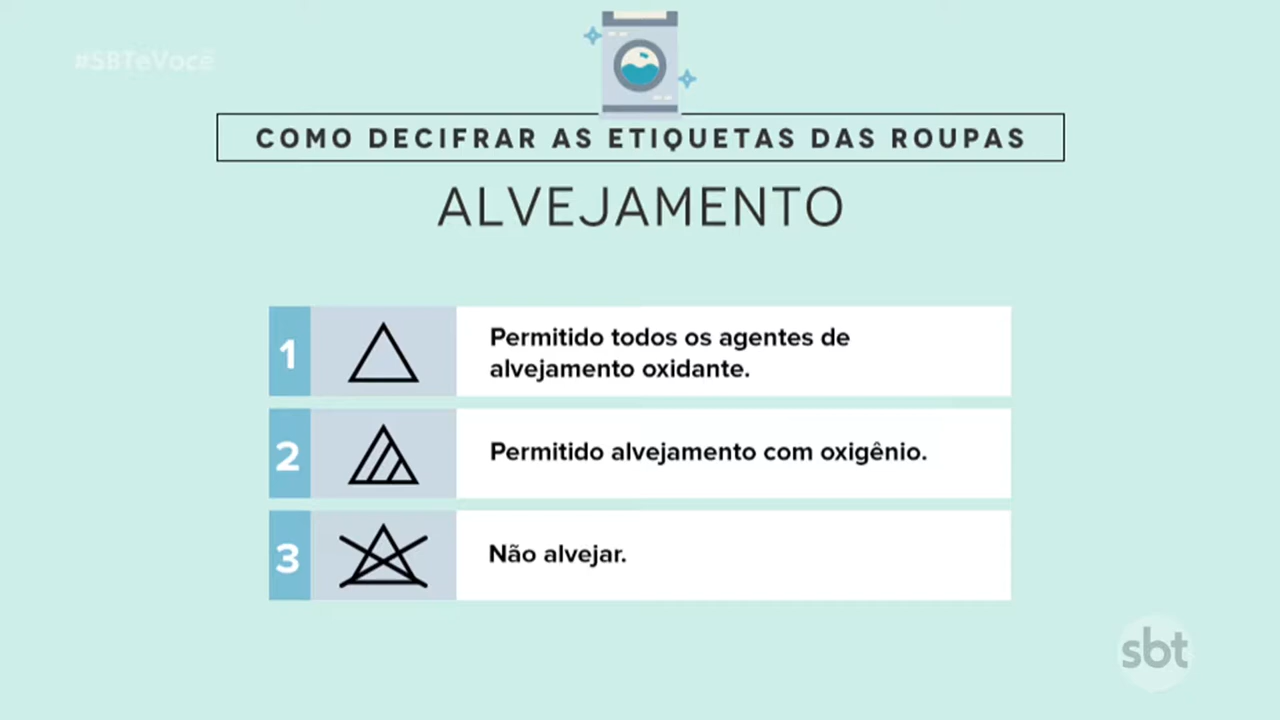 #SBTeVocê
COMO DECIFRAR AS ETIQUETAS DAS ROUPAS
ALVEJAMENTO
1
Permitido todos os agentes de
alvejamento oxidante.
2
Permitido alvejamento com oxigênio.
3
Não alvejar.
sbt